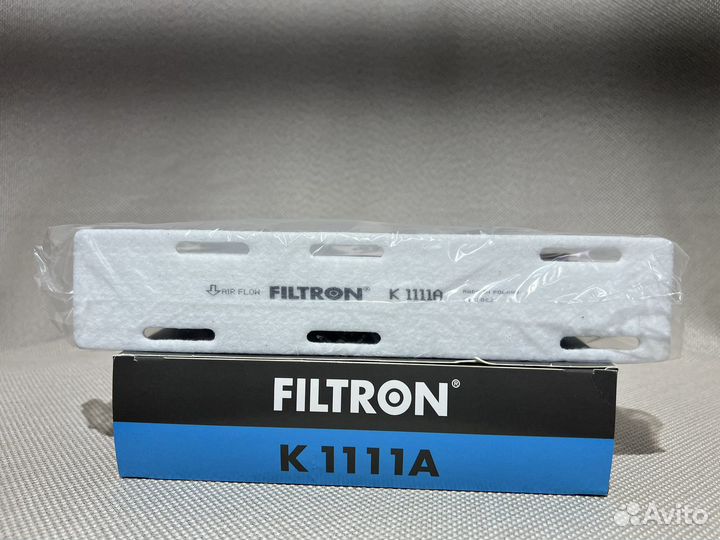 AIR FLOW FILTRON® K 1111A
FILTRON®
K 1111A
Avito